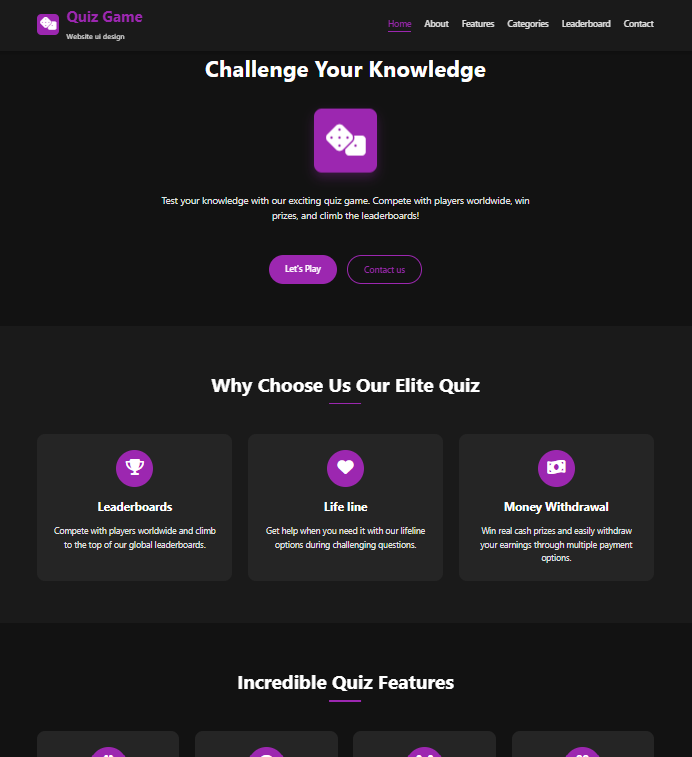 Quiz Game
Website ui design
Home About Features Categories Leaderboard Contact
Challenge Your Knowledge
Test your knowledge with our exciting quiz game. Compete with players worldwide, win
prizes, and climb the leaderboards!
Let's Play
Contact us
Why Choose Us Our Elite Quiz
Leaderboards
Compete with players worldwide and climb
to the top of our global leaderboards.
Life line
Get help when you need it with our lifeline
options during challenging questions.
Money Withdrawal
Win real cash prizes and easily withdraw
your earnings through multiple payment
options.
Incredible Quiz Features